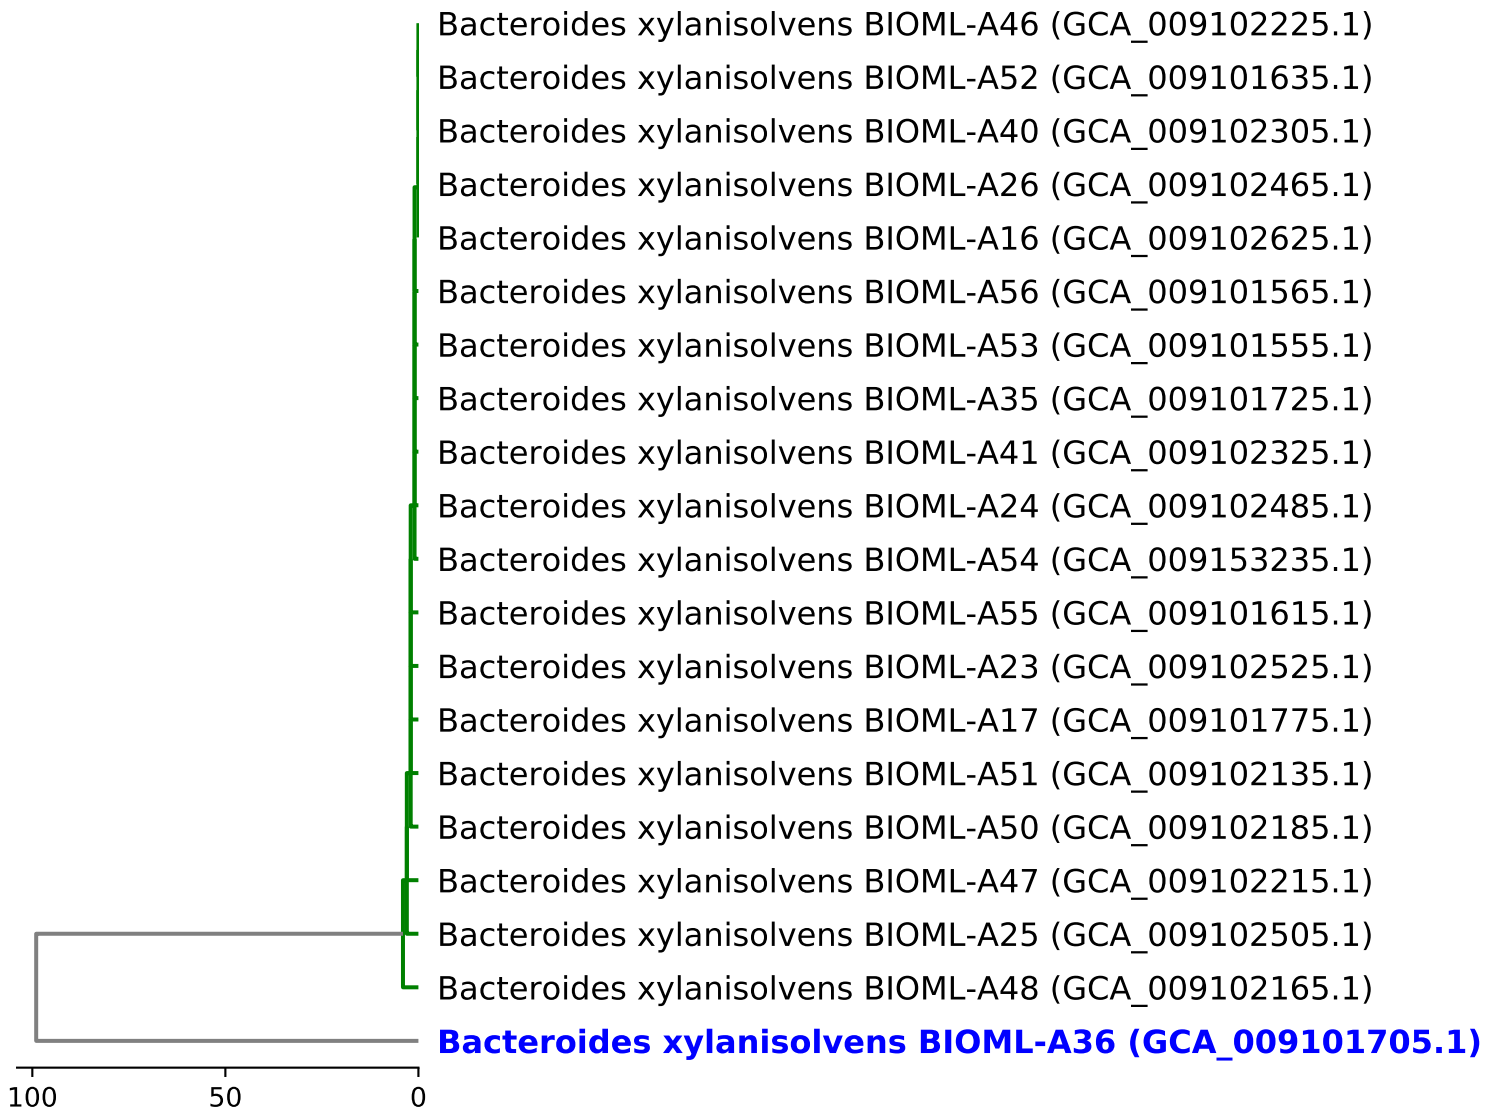 Bacteroides xylanisolvens BIOML-A46 (GCA_009102225.1)
Bacteroides xylanisolvens BIOML-A52 (GCA_009101635.1)
Bacteroides xylanisolvens BIOML-A40 (GCA_009102305.1)
Bacteroides xylanisolvens BIOML-A26 (GCA_009102465.1)
Bacteroides xylanisolvens BIOML-A16 (GCA_009102625.1)
Bacteroides xylanisolvens BIOML-A56 (GCA_009101565.1)
Bacteroides xylanisolvens BIOML-A53 (GCA_009101555.1)
Bacteroides xylanisolvens BIOML-A35 (GCA_009101725.1)
Bacteroides xylanisolvens BIOML-A41 (GCA_009102325.1)
Bacteroides xylanisolvens BIOML-A24 (GCA_009102485.1)
Bacteroides xylanisolvens BIOML-A54 (GCA_009153235.1)
Bacteroides xylanisolvens BIOML-A55 (GCA_009101615.1)
Bacteroides xylanisolvens BIOML-A23 (GCA_009102525.1)
Bacteroides xylanisolvens BIOML-A17 (GCA_009101775.1)
Bacteroides xylanisolvens BIOML-A51 (GCA_009102135.1)
Bacteroides xylanisolvens BIOML-A50 (GCA_009102185.1)
Bacteroides xylanisolvens BIOML-A47 (GCA_009102215.1)
Bacteroides xylanisolvens BIOML-A25 (GCA_009102505.1)
Bacteroides xylanisolvens BIOML-A48 (GCA_009102165.1)
Bacteroides xylanisolvens BIOML-A36 (GCA_009101705.1)
100 50 0